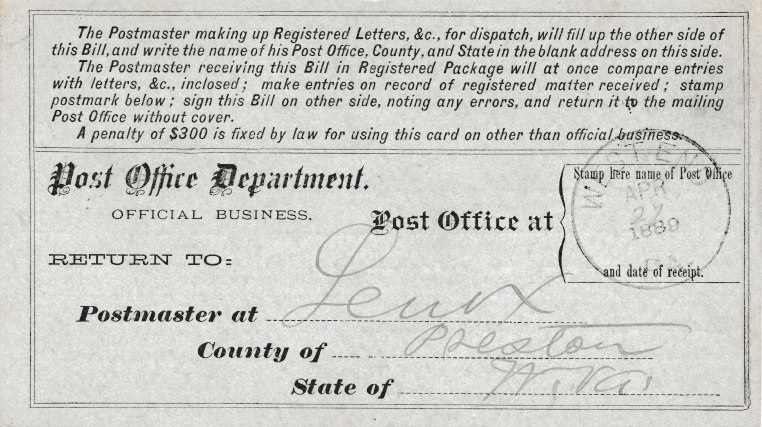 The Postmaster making up Registered Letters, &c., for dispatch, will fill up the other side of
this Bill, and write the name of his Post Office, County, and State in the blank address on this side.
The Postmaster receiving this Bill in Registered Package will at once compare entries
with letters, &c., inclosed; make entries on record of registered matter received; stamp
postmark below; sign this Bill on other side, noting any errors, and return it to the mailing
Post Office without cover.
A penalty of $300 is fixed by law for using this card on other than official business.
Post Office Department.
OFFICIAL BUSINESS.
Post Office at
Stamp here name of Post Office
WEST END
APR
27
1889
and date of receipt.
RETURN TO:
Postmaster at Lenox
County of Preston
State of W. Va.